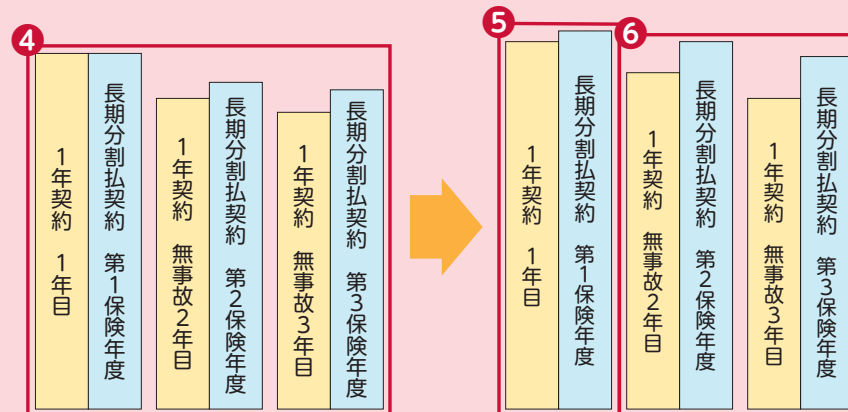 ④
1年契約 1年目
長期分割払契約 第1保険年度
1年契約 無事故2年目
長期分割払契約 第2保険年度
1年契約 無事故3年目
長期分割払契約 第3保険年度
⑤
1年契約 1年目
長期分割払契約 第1保険年度
⑥
1年契約 無事故2年目
長期分割払契約 第2保険年度
1年契約 無事故3年目
長期分割払契約 第3保険年度